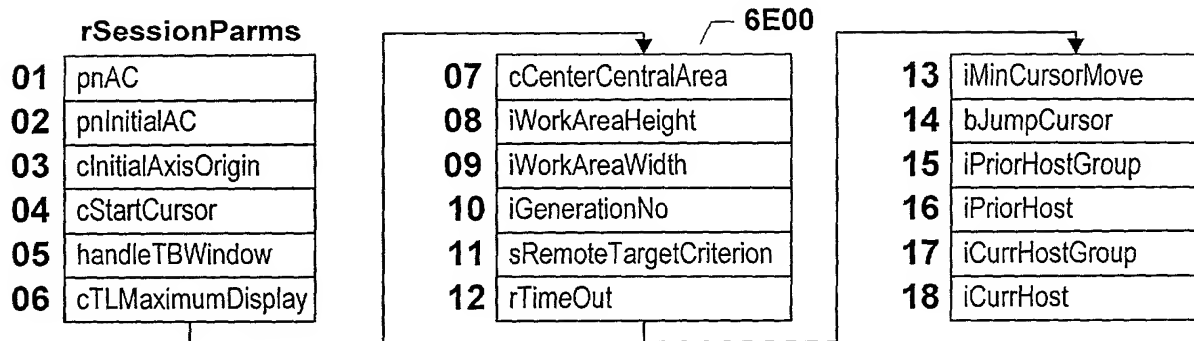 rSessionParms
01 pnAC
02 pnInitialAC
03 cInitialAxisOrigin
04 cStartCursor
05 handleTBWindow
06 cTLMaximumDisplay
6E00
07 cCenterCentralArea
08 iWorkAreaHeight
09 iWorkAreaWidth
10 iGenerationNo
11 sRemoteTargetCriterion
12 rTimeOut
13 iMinCursorMove
14 bJumpCursor
15 iPriorHostGroup
16 iPriorHost
17 iCurrHostGroup
18 iCurrHost